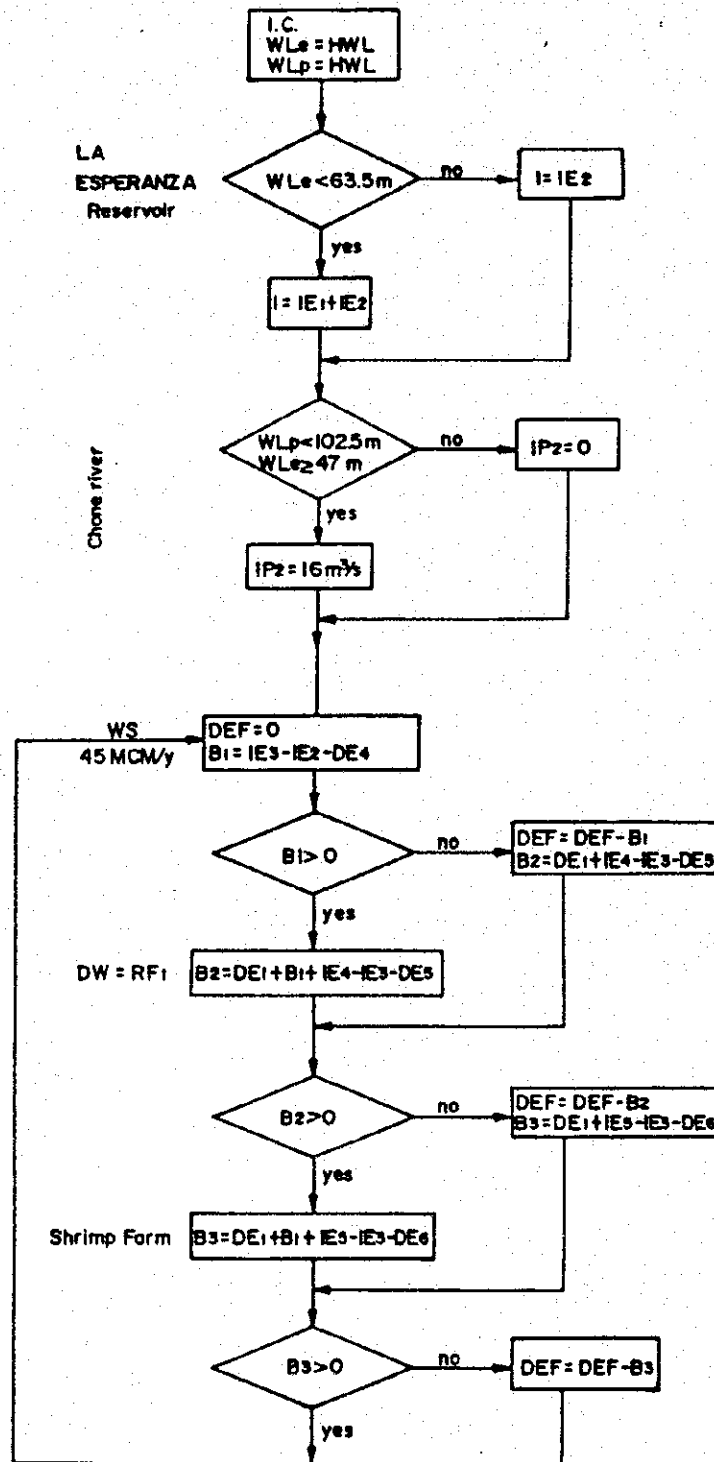 I.C.
WLe = HWL
WLp = HWL
LA
ESPERANZA
Reservoir
WLe<63.5m
no
I= IE2
yes
I= IE1+IE2
Chone river
WLp<102.5m
WLe≥47 m
no
IP2=0
yes
IP2=16m³/s
WS
45 MCM/y
DEF=0
B1=IE3-IE2-DE4
B1>0
no
DEF= DEF-B1
B2=DE1+IE4-IE3-DE5
yes
DW = RF1
B2=DE1+B1+IE4-IE3-DE5
B2>0
no
DEF= DEF-B2
B3=DE1+IE5-IE3-DE6
yes
Shrimp Farm
B3=DE1+B1+IE5-IE3-DE6
B3>0
no
DEF= DEF-B3
yes